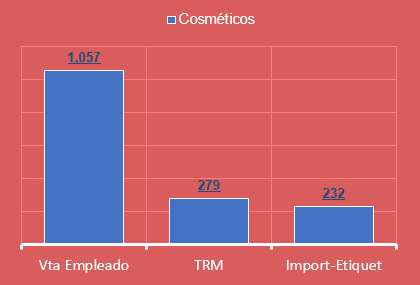 Cosméticos
1,057
279
232
Vta Empleado
TRM
Import-Etiquet